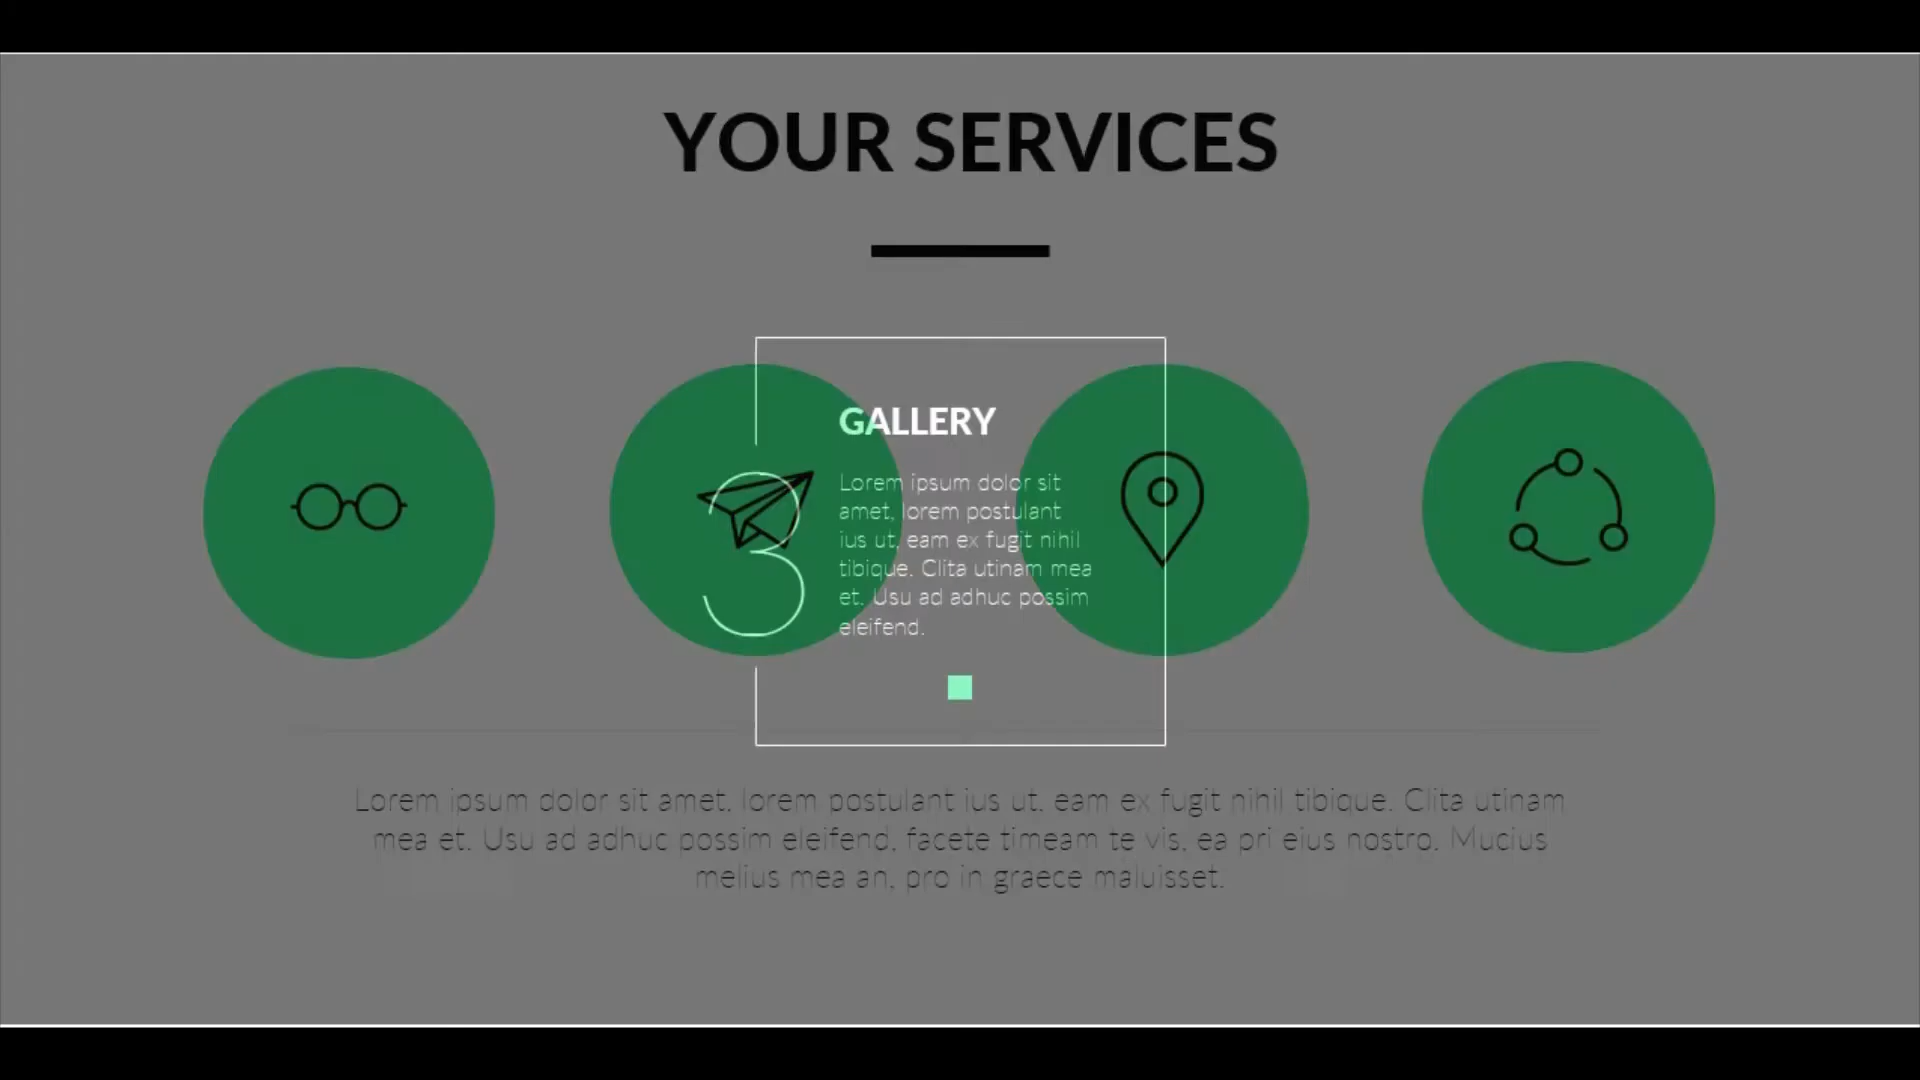 YOUR SERVICES
GALLERY
3
Lorem ipsum dolor sit
amet, lorem postulant
ius ut, eam ex fugit nihil
tibique. Clita utinam mea
et. Usu ad adhuc possim
eleifend.
Lorem ipsum dolor sit amet, lorem postulant ius ut, eam ex fugit nihil tibique. Clita utinam
mea et. Usu ad adhuc possim eleifend, facete timeam te vis, ea pri eius nostro. Mucius
melius mea an, pro in graece maluisset.